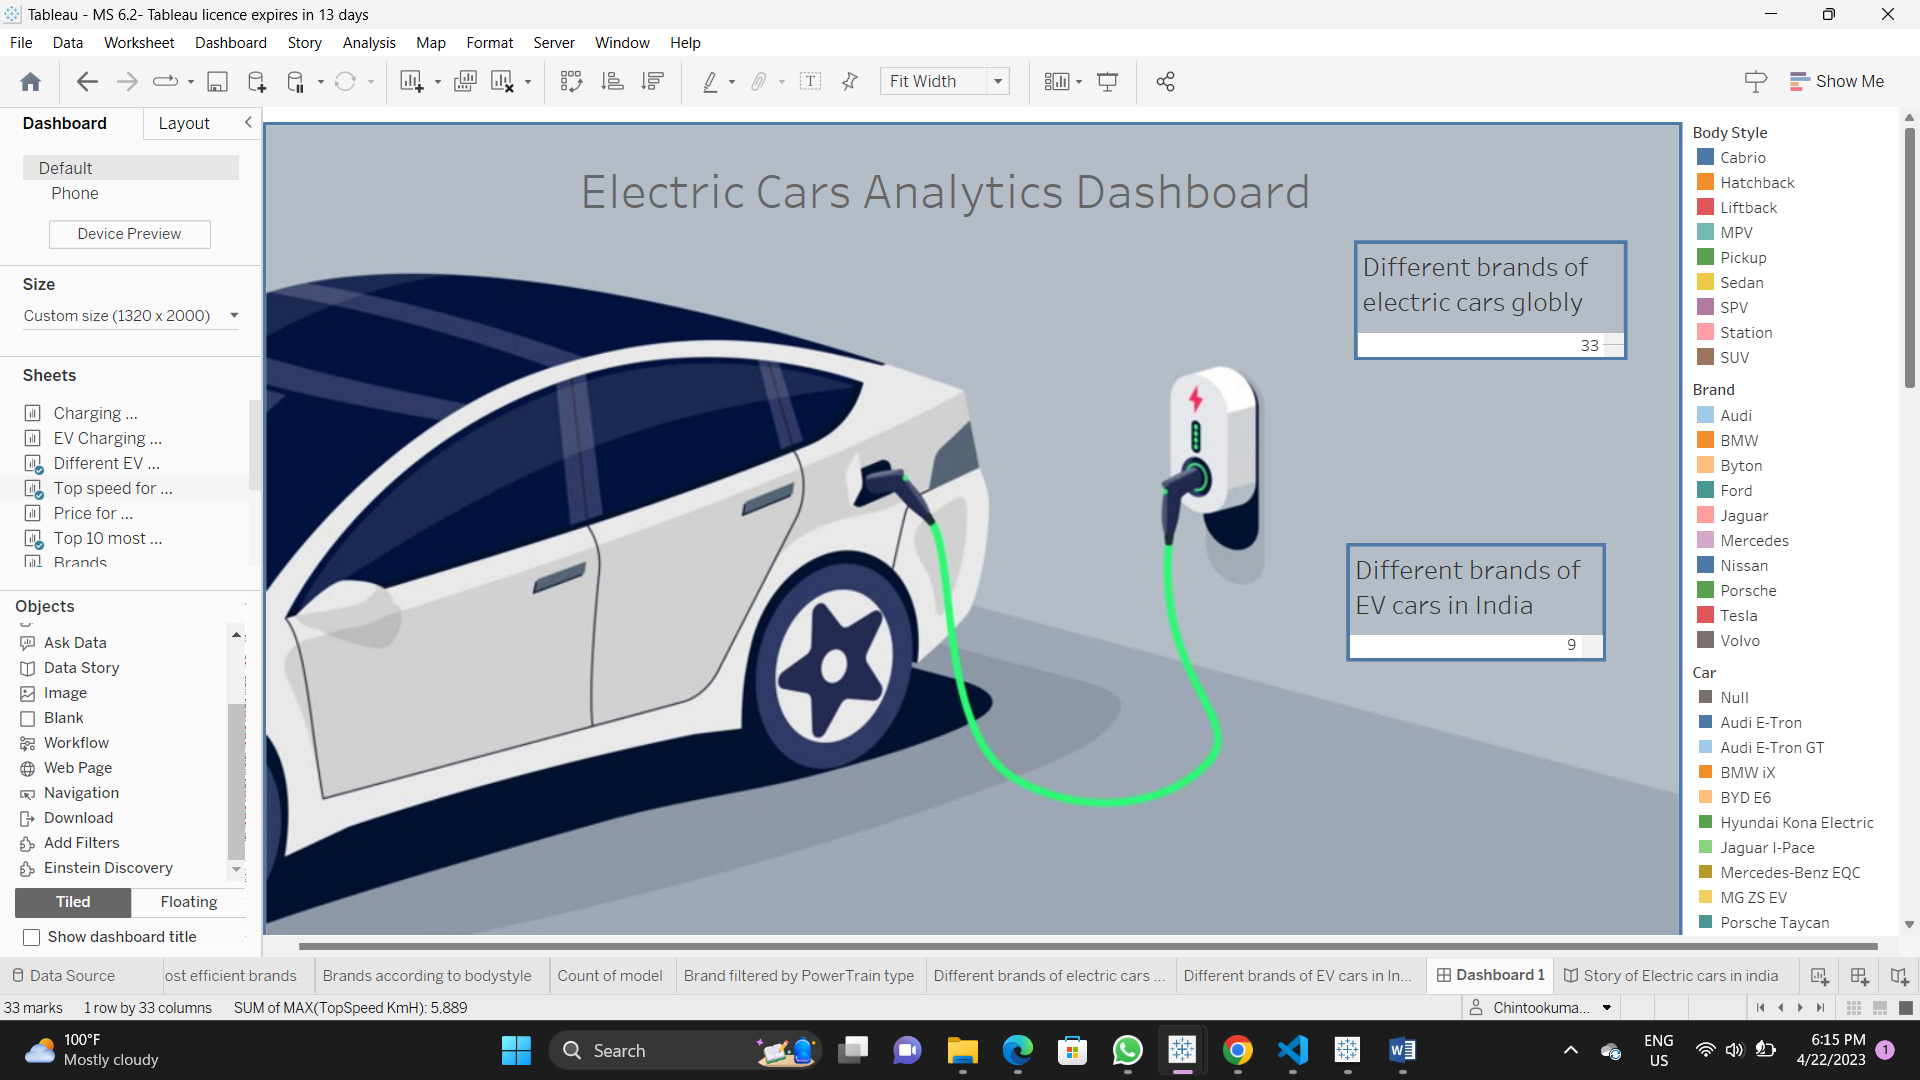 Tableau - MS 6.2- Tableau licence expires in 13 days
File Data Worksheet Dashboard Story Analysis Map Format Server Window Help
Fit Width
Show Me
Dashboard Layout
Default
Phone
Device Preview
Size
Custom size (1320 x 2000)
Sheets
Charging ...
EV Charging ...
Different EV ...
Top speed for ...
Price for ...
Top 10 most ...
Brands
Objects
Ask Data
Data Story
Image
Blank
Workflow
Web Page
Navigation
Download
Add Filters
Einstein Discovery
Tiled Floating
Show dashboard title
Electric Cars Analytics Dashboard
Different brands of
electric cars globly
33
Different brands of
EV cars in India
9
Body Style
Cabrio
Hatchback
Liftback
MPV
Pickup
Sedan
SPV
Station
SUV
Brand
Audi
BMW
Byton
Ford
Jaguar
Mercedes
Nissan
Porsche
Tesla
Volvo
Car
Null
Audi E-Tron
Audi E-Tron GT
BMW iX
BYD E6
Hyundai Kona Electric
Jaguar I-Pace
Mercedes-Benz EQC
MG ZS EV
Porsche Taycan
Data Source ost efficient brands Brands according to bodystyle Count of model Brand filtered by PowerTrain type Different brands of electric cars ... Different brands of EV cars in In... Dashboard 1 Story of Electric cars in india
33 marks 1 row by 33 columns SUM of MAX(TopSpeed KmH): 5,889 Chintookuma...
100°F
Mostly cloudy
Search
ENG
US
6:15 PM
4/22/2023
1